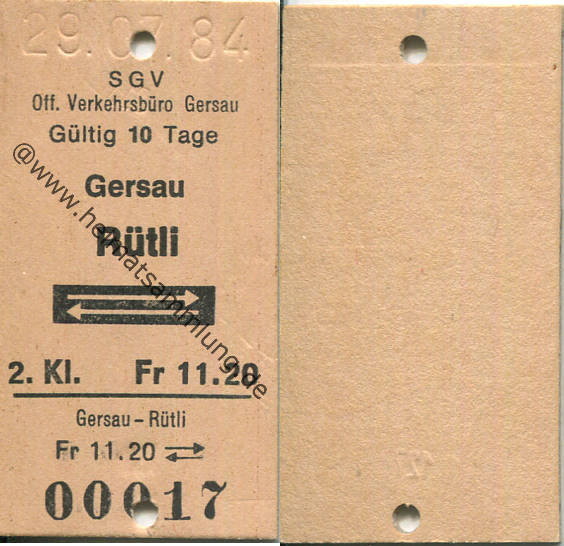 29.07.84
SGV
Off. Verkehrsbüro Gersau
Gültig 10 Tage
Gersau
Rütli
2. Kl. Fr 11.20
Gersau-Rütli
Fr 11.20
00017
@www.heimatsammlung.de